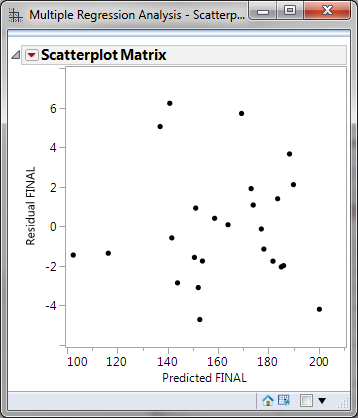 Multiple Regression Analysis - Scatterp...
Scatterplot Matrix
6
4
2
0
-2
-4
Residual FINAL
100 120 140 160 180 200
Predicted FINAL